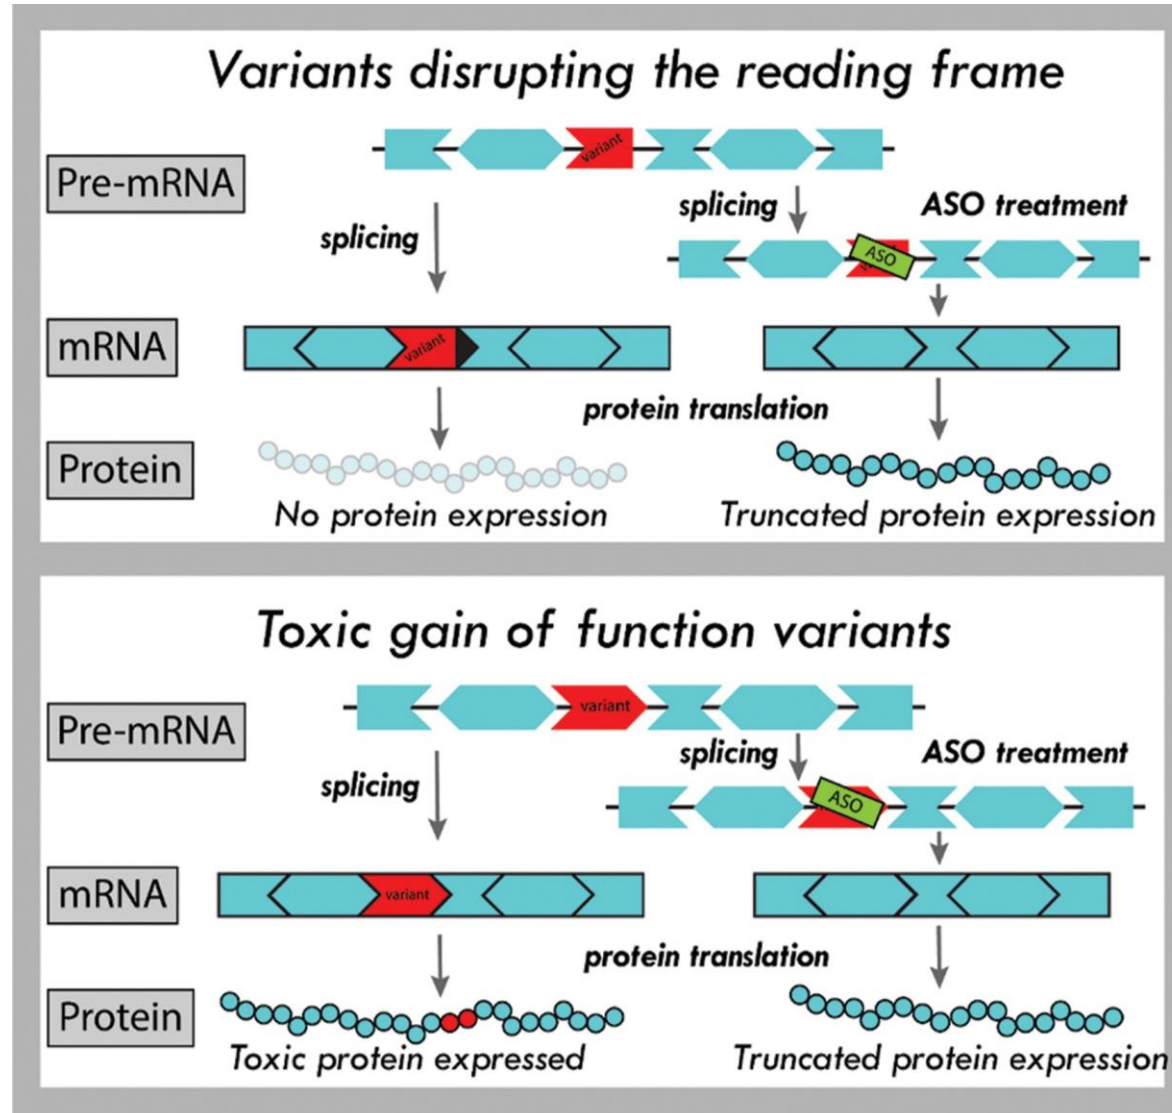 Variants disrupting the reading frame
variant
Pre-mRNA
splicing
splicing
ASO treatment
ASO
mRNA
variant
protein translation
Protein
No protein expression
Truncated protein expression
Toxic gain of function variants
variant
Pre-mRNA
splicing
splicing
ASO treatment
ASO
mRNA
variant
protein translation
Protein
Toxic protein expressed
Truncated protein expression